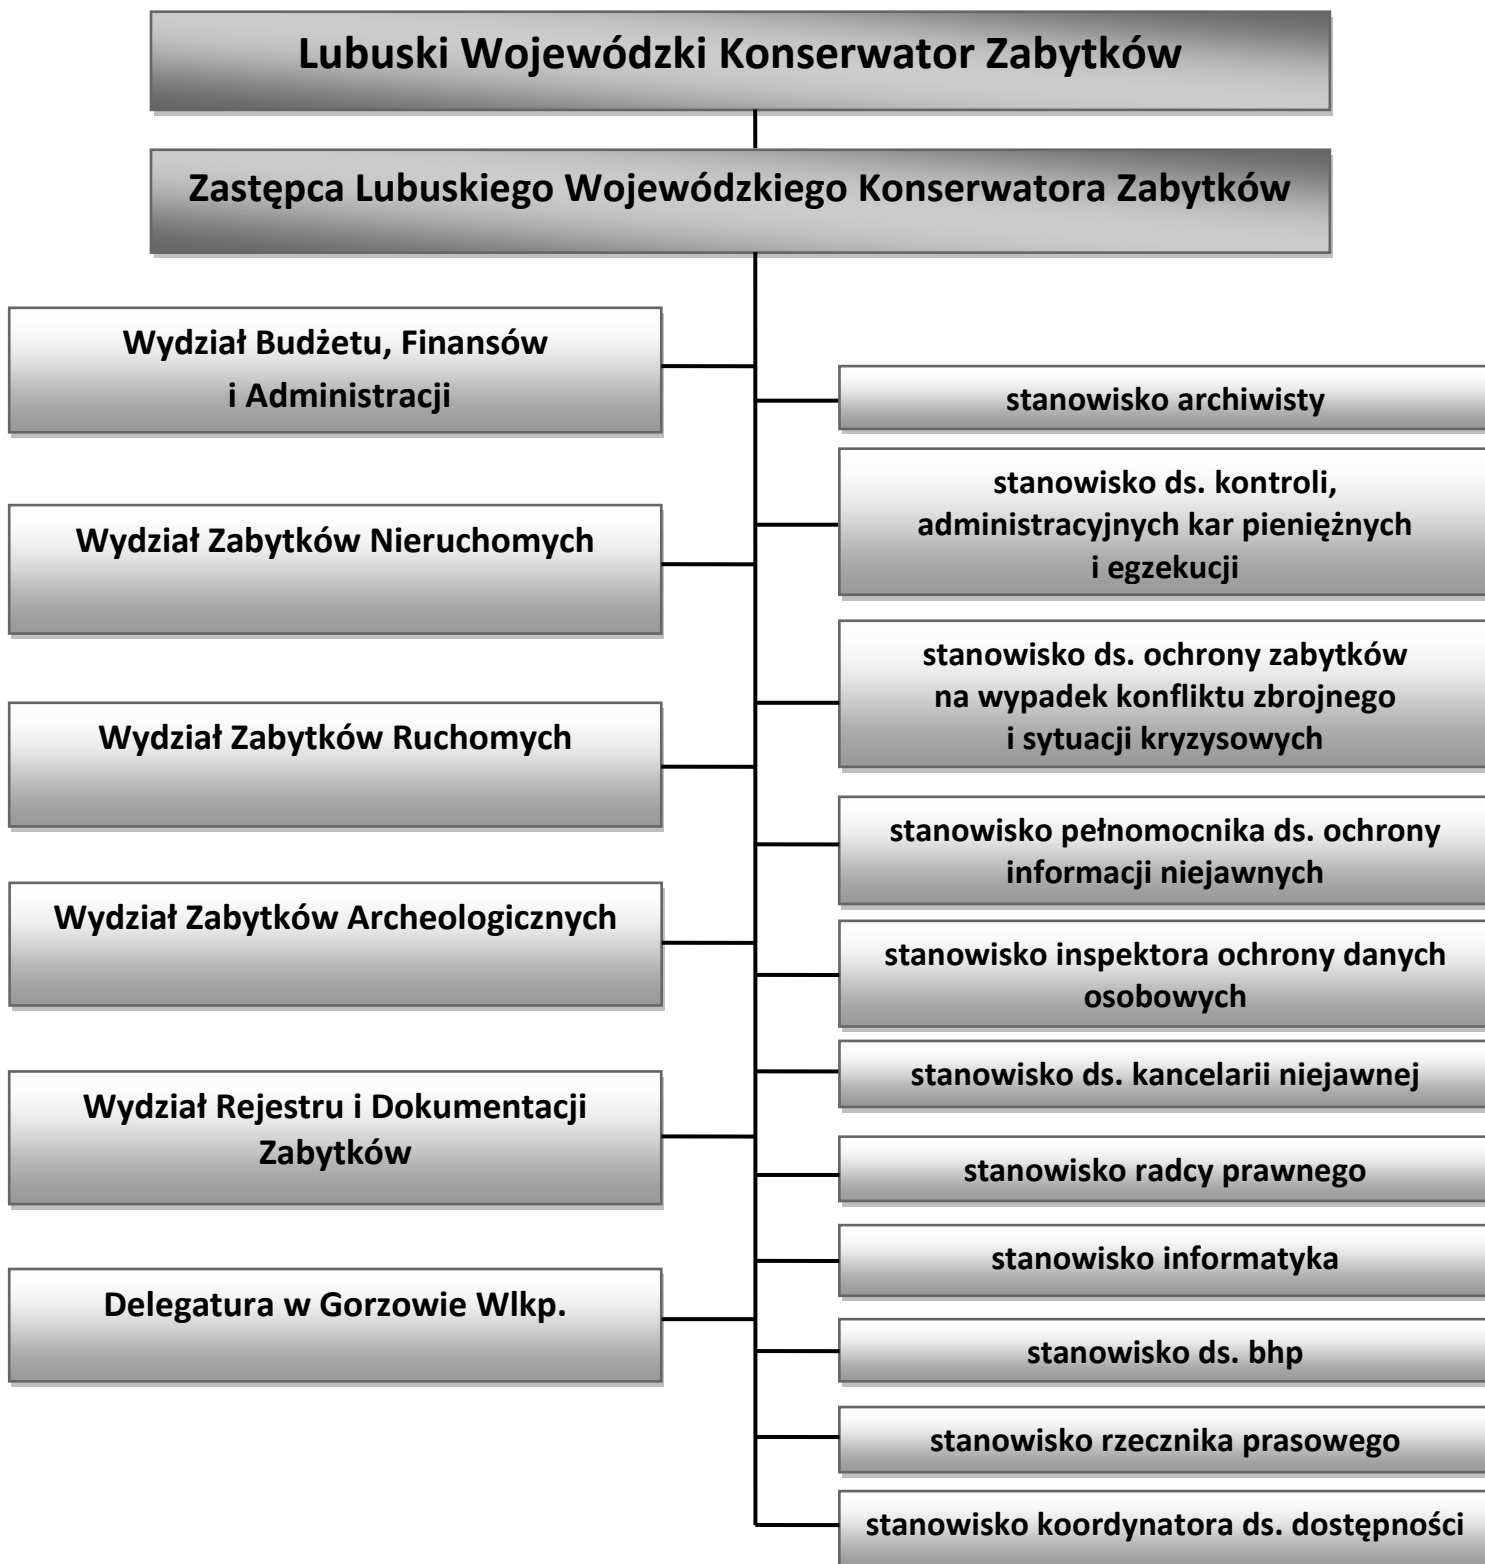 Lubuski Wojewódzki Konserwator Zabytków
Zastępca Lubuskiego Wojewódzkiego Konserwatora Zabytków
Wydział Budżetu, Finansów
i Administracji
Wydział Zabytków Nieruchomych
Wydział Zabytków Ruchomych
Wydział Zabytków Archeologicznych
Wydział Rejestru i Dokumentacji
Zabytków
Delegatura w Gorzowie Wlkp.
stanowisko archiwisty
stanowisko ds. kontroli,
administracyjnych kar pieniężnych
i egzekucji
stanowisko ds. ochrony zabytków
na wypadek konfliktu zbrojnego
i sytuacji kryzysowych
stanowisko pełnomocnika ds. ochrony
informacji niejawnych
stanowisko inspektora ochrony danych
osobowych
stanowisko ds. kancelarii niejawnej
stanowisko radcy prawnego
stanowisko informatyka
stanowisko ds. bhp
stanowisko rzecznika prasowego
stanowisko koordynatora ds. dostępności